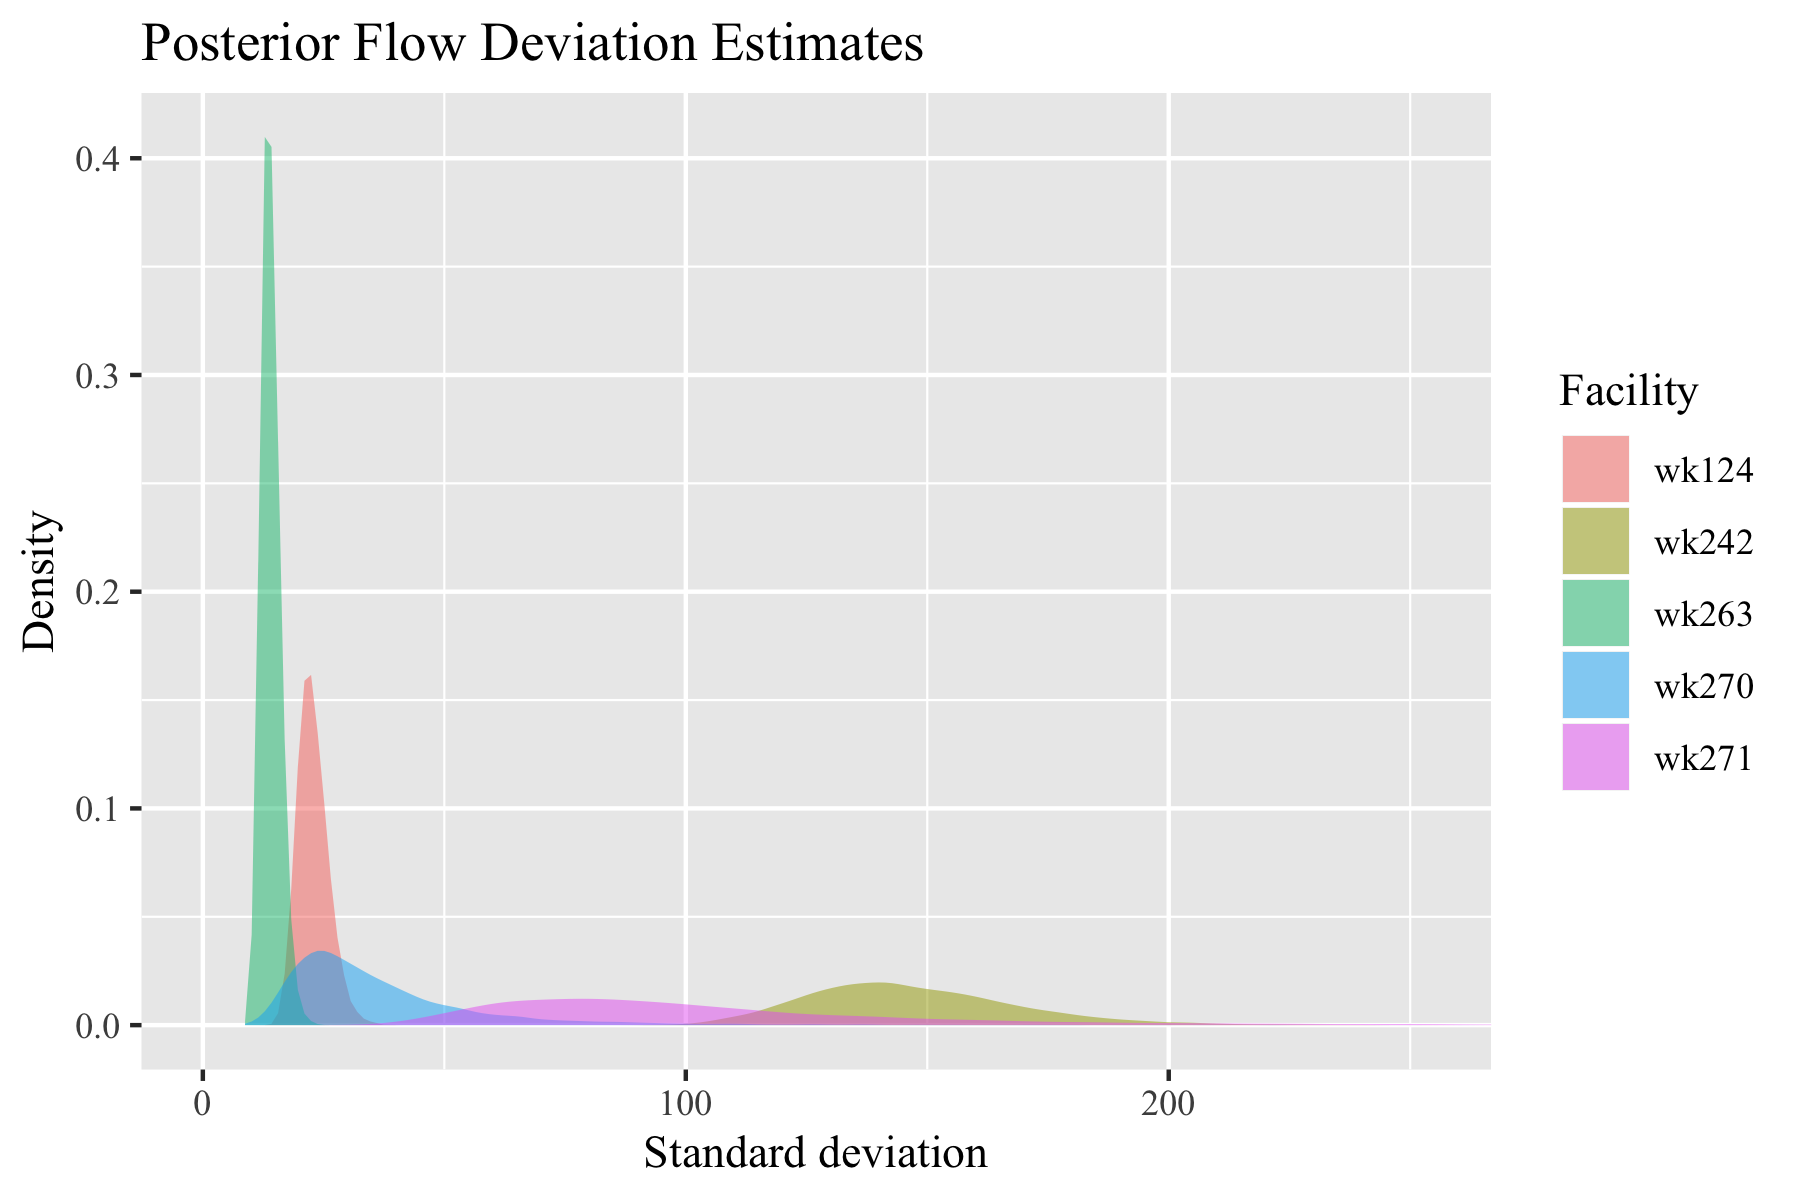 Posterior Flow Deviation Estimates
0.4
0.3
0.2
0.1
0.0
Density
0 100 200
Standard deviation
Facility
wk124
wk242
wk263
wk270
wk271